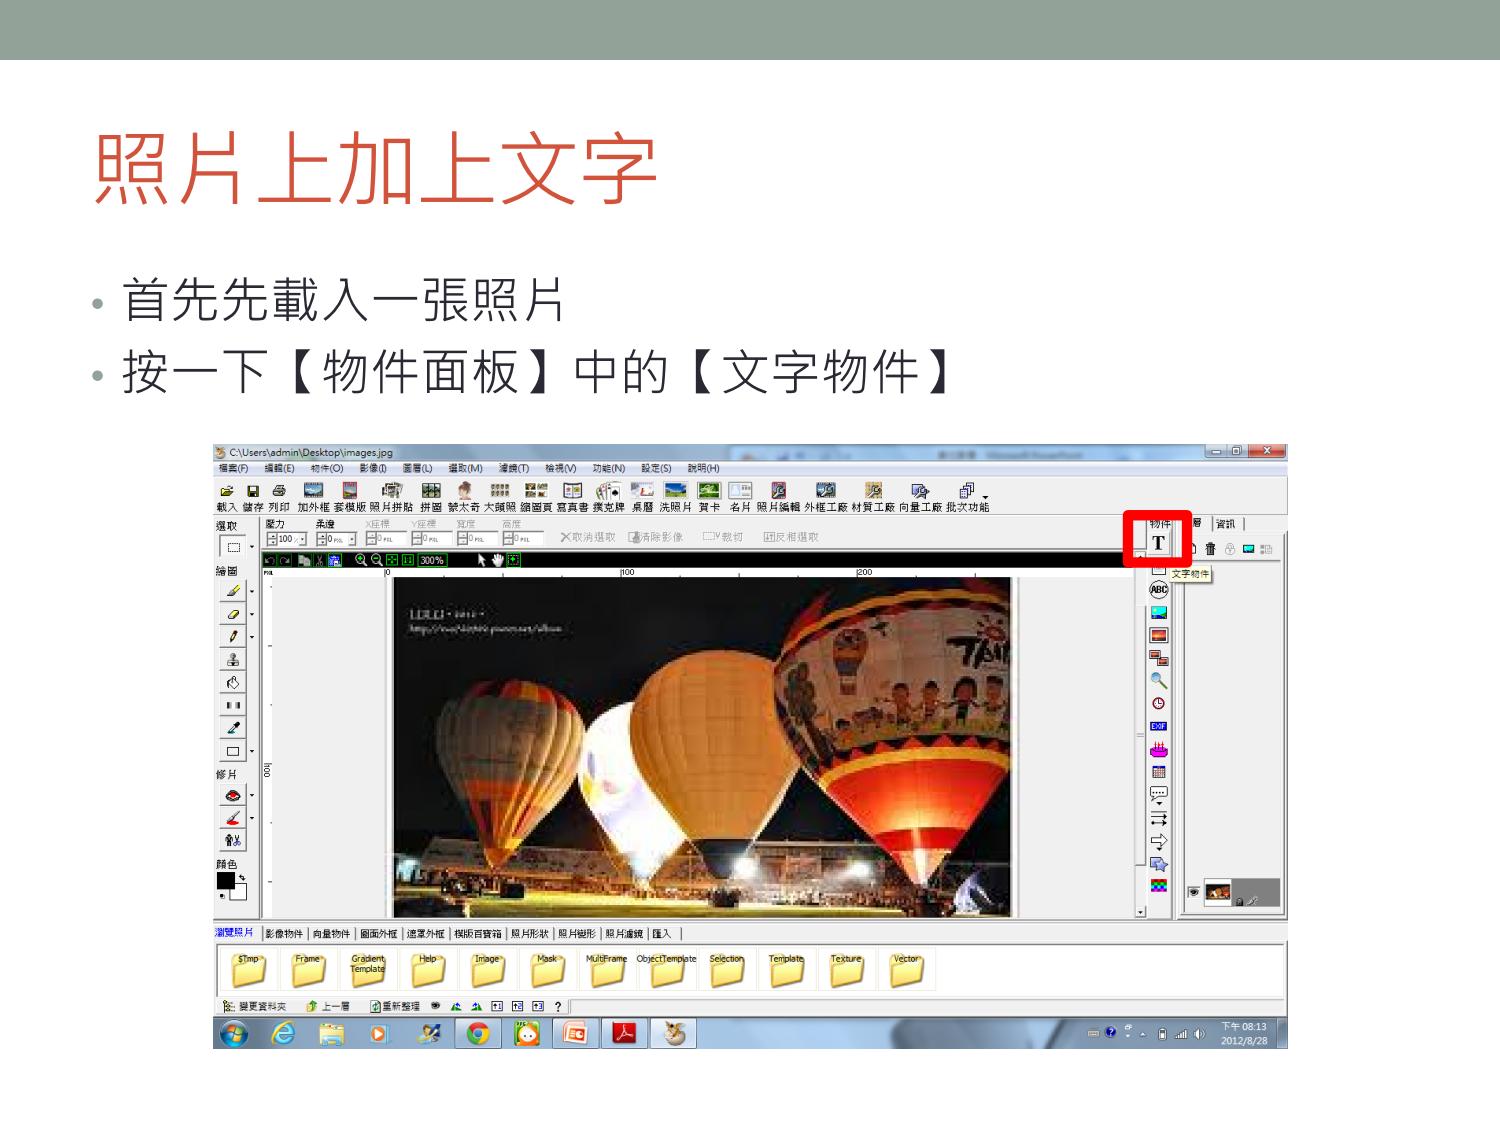 照片上加上文字
• 首先先載入一張照片
• 按一下【物件面板】中的【文字物件】
C:\Users\admin\Desktop\images.jpg
檔案(F) 編輯(E) 物件(O) 影像(I) 圖層(L) 選取(M) 濾鏡(T) 檢視(V) 功能(N) 設定(S) 說明(H)
載入 儲存 列印 加外框 套模版 照片拼貼 拼圖 蒙太奇 大頭照 縮圖頁 寫真書 撲克牌 桌曆 洗照片 賀卡 名片 照片編輯 外框工廠 材質工廠 向量工廠 批次功能
選取 壓力 柔邊 X座標 Y座標 寬度 高度
100 0 PXL 0 PXL 0 PXL 0 PXL 0 PXL 取消選取 清除影像 裁切 反相選取
物件 層 資訊
T
文字物件
300%
繪圖
PXL 0 100 200
ABC
100
EXIF
修片
顏色
瀏覽照片 影像物件 向量物件 圖面外框 遮罩外框 模版百寶箱 照片形狀 照片變形 照片濾鏡 匯入
$Tmp Frame Gradient Template Help Image Mask MultiFrame ObjectTemplate Selection Template Texture Vector
變更資料夾 上一層 重新整理 ?
下午 08:13
2012/8/28